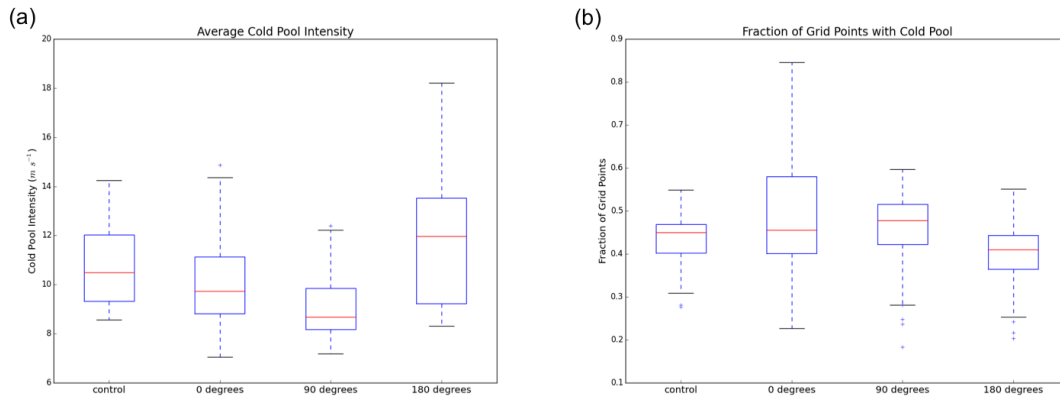 (a)
Average Cold Pool Intensity
20
18
16
14
12
10
8
6
Cold Pool Intensity (m s⁻¹)
control 0 degrees 90 degrees 180 degrees
(b)
Fraction of Grid Points with Cold Pool
0.9
0.8
0.7
0.6
0.5
0.4
0.3
0.2
0.1
Fraction of Grid Points
control 0 degrees 90 degrees 180 degrees